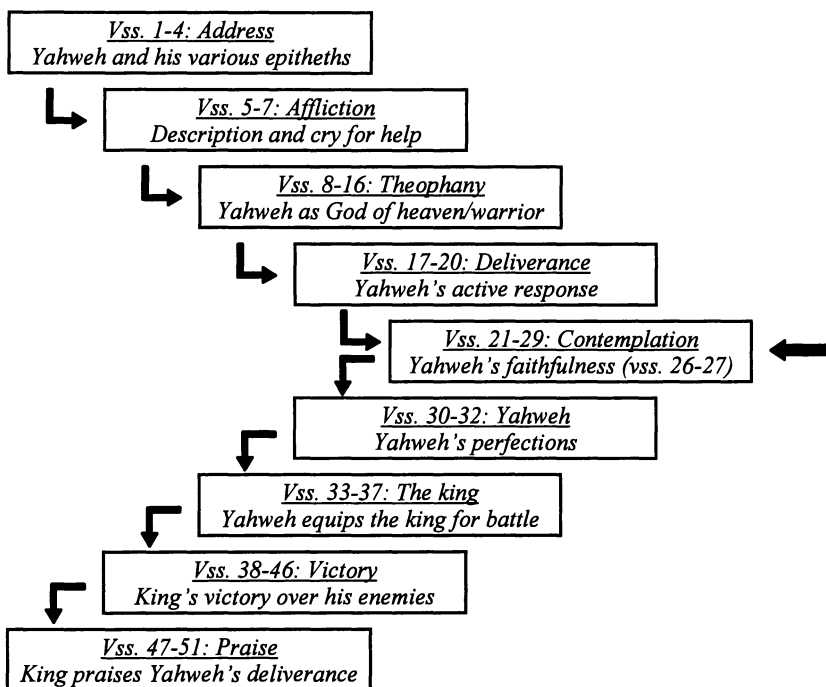 Vss. 1-4: Address
Yahweh and his various epitheths
Vss. 5-7: Affliction
Description and cry for help
Vss. 8-16: Theophany
Yahweh as God of heaven/warrior
Vss. 17-20: Deliverance
Yahweh's active response
Vss. 21-29: Contemplation
Yahweh's faithfulness (vss. 26-27)
Vss. 30-32: Yahweh
Yahweh's perfections
Vss. 33-37: The king
Yahweh equips the king for battle
Vss. 38-46: Victory
King's victory over his enemies
Vss. 47-51: Praise
King praises Yahweh's deliverance